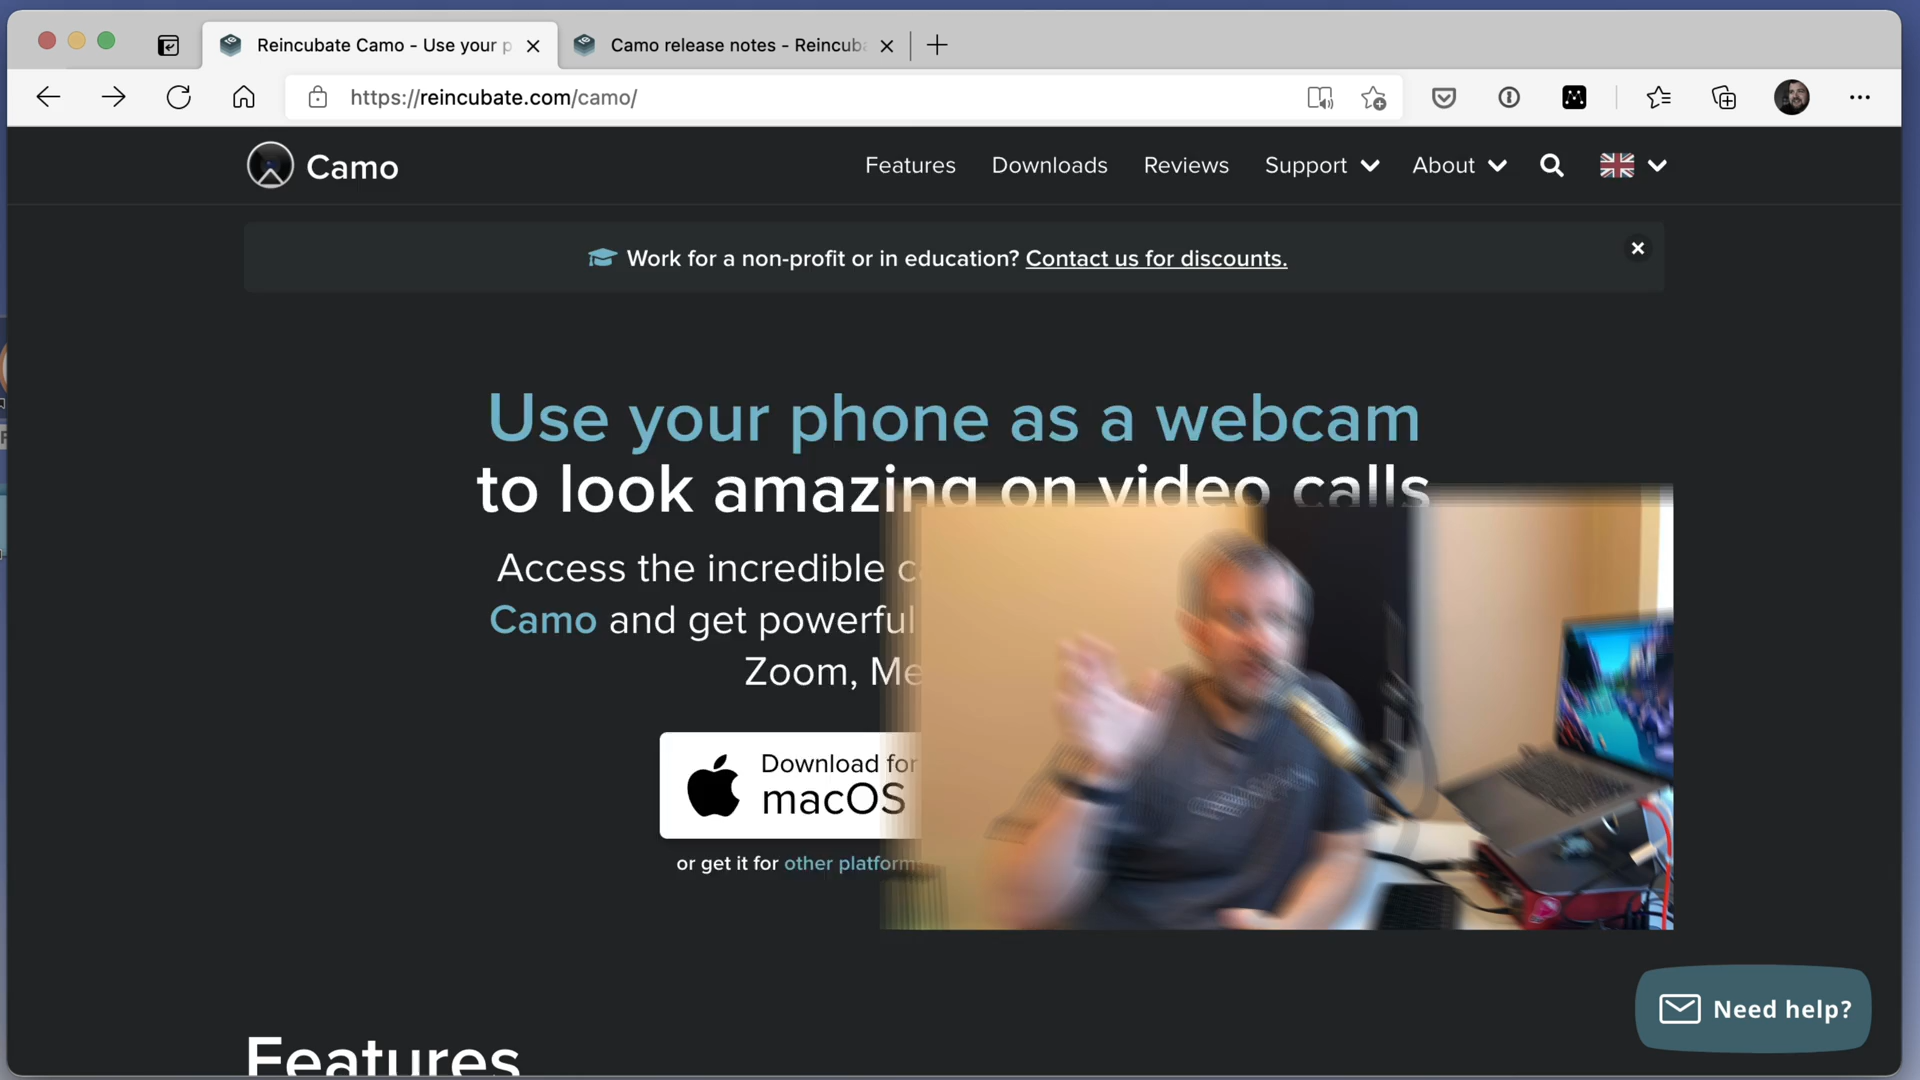 Reincubate Camo - Use your p
Camo release notes - Reincuba
https://reincubate.com/camo/
Camo
Features
Downloads
Reviews
Support
About
Work for a non-profit or in education? Contact us for discounts.
Use your phone as a webcam
to look amazing on video calls
Access the incredible c
Camo and get powerful
Zoom, Me
Download for
macOS
or get it for other platforms
Features
Need help?